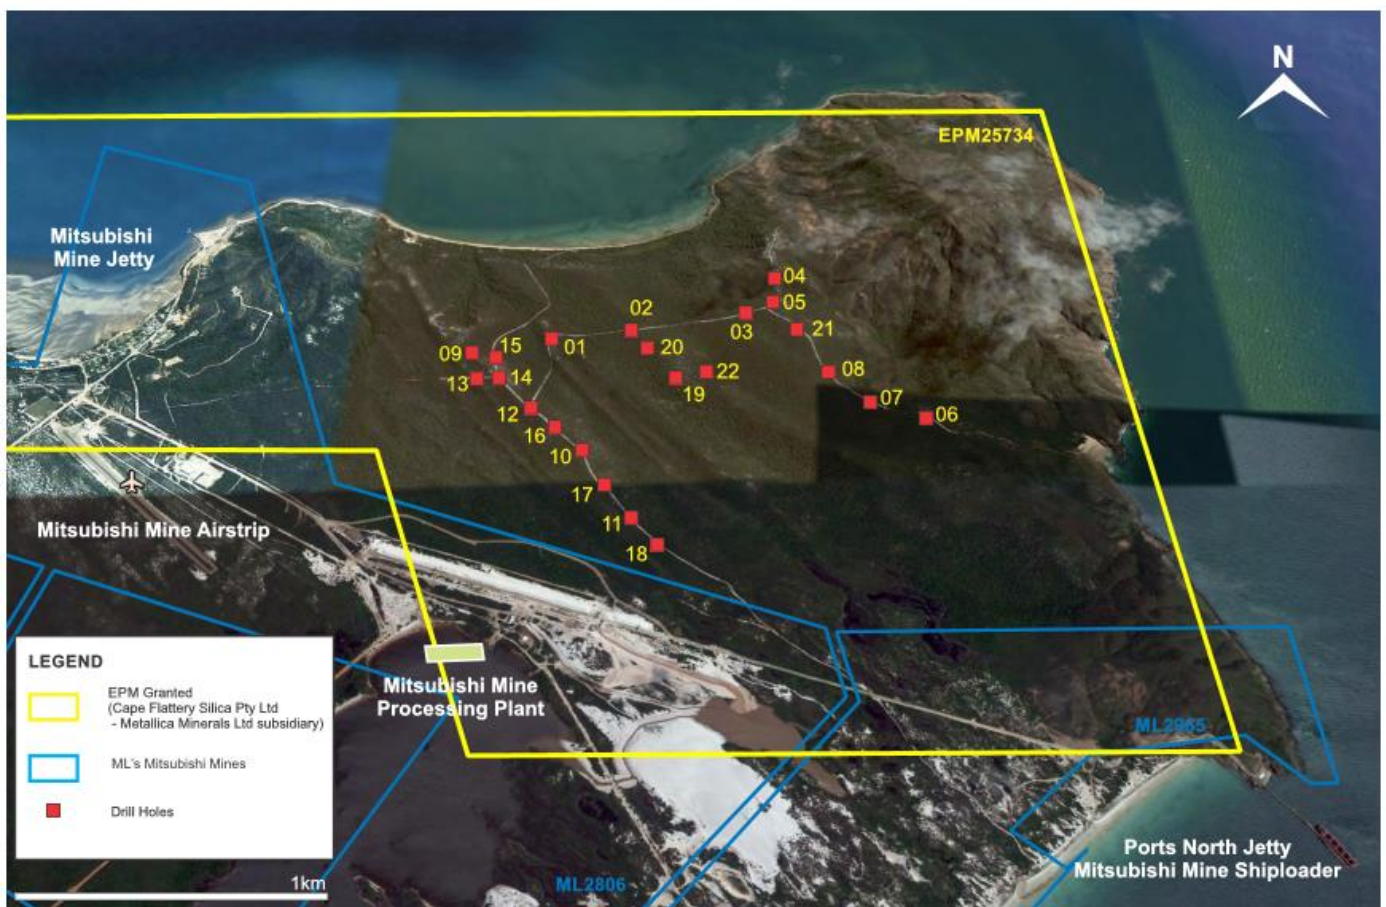 N
EPM25734
Mitsubishi
Mine Jetty
04
05
02
03
21
09
15
01
20
22
08
13
14
19
07
06
12
16
10
17
11
18
Mitsubishi Mine Airstrip
Mitsubishi Mine
Processing Plant
ML2965
ML2806
Ports North Jetty
Mitsubishi Mine Shiploader
LEGEND
EPM Granted
(Cape Flattery Silica Pty Ltd
- Metallica Minerals Ltd subsidiary)
ML's Mitsubishi Mines
Drill Holes
1km